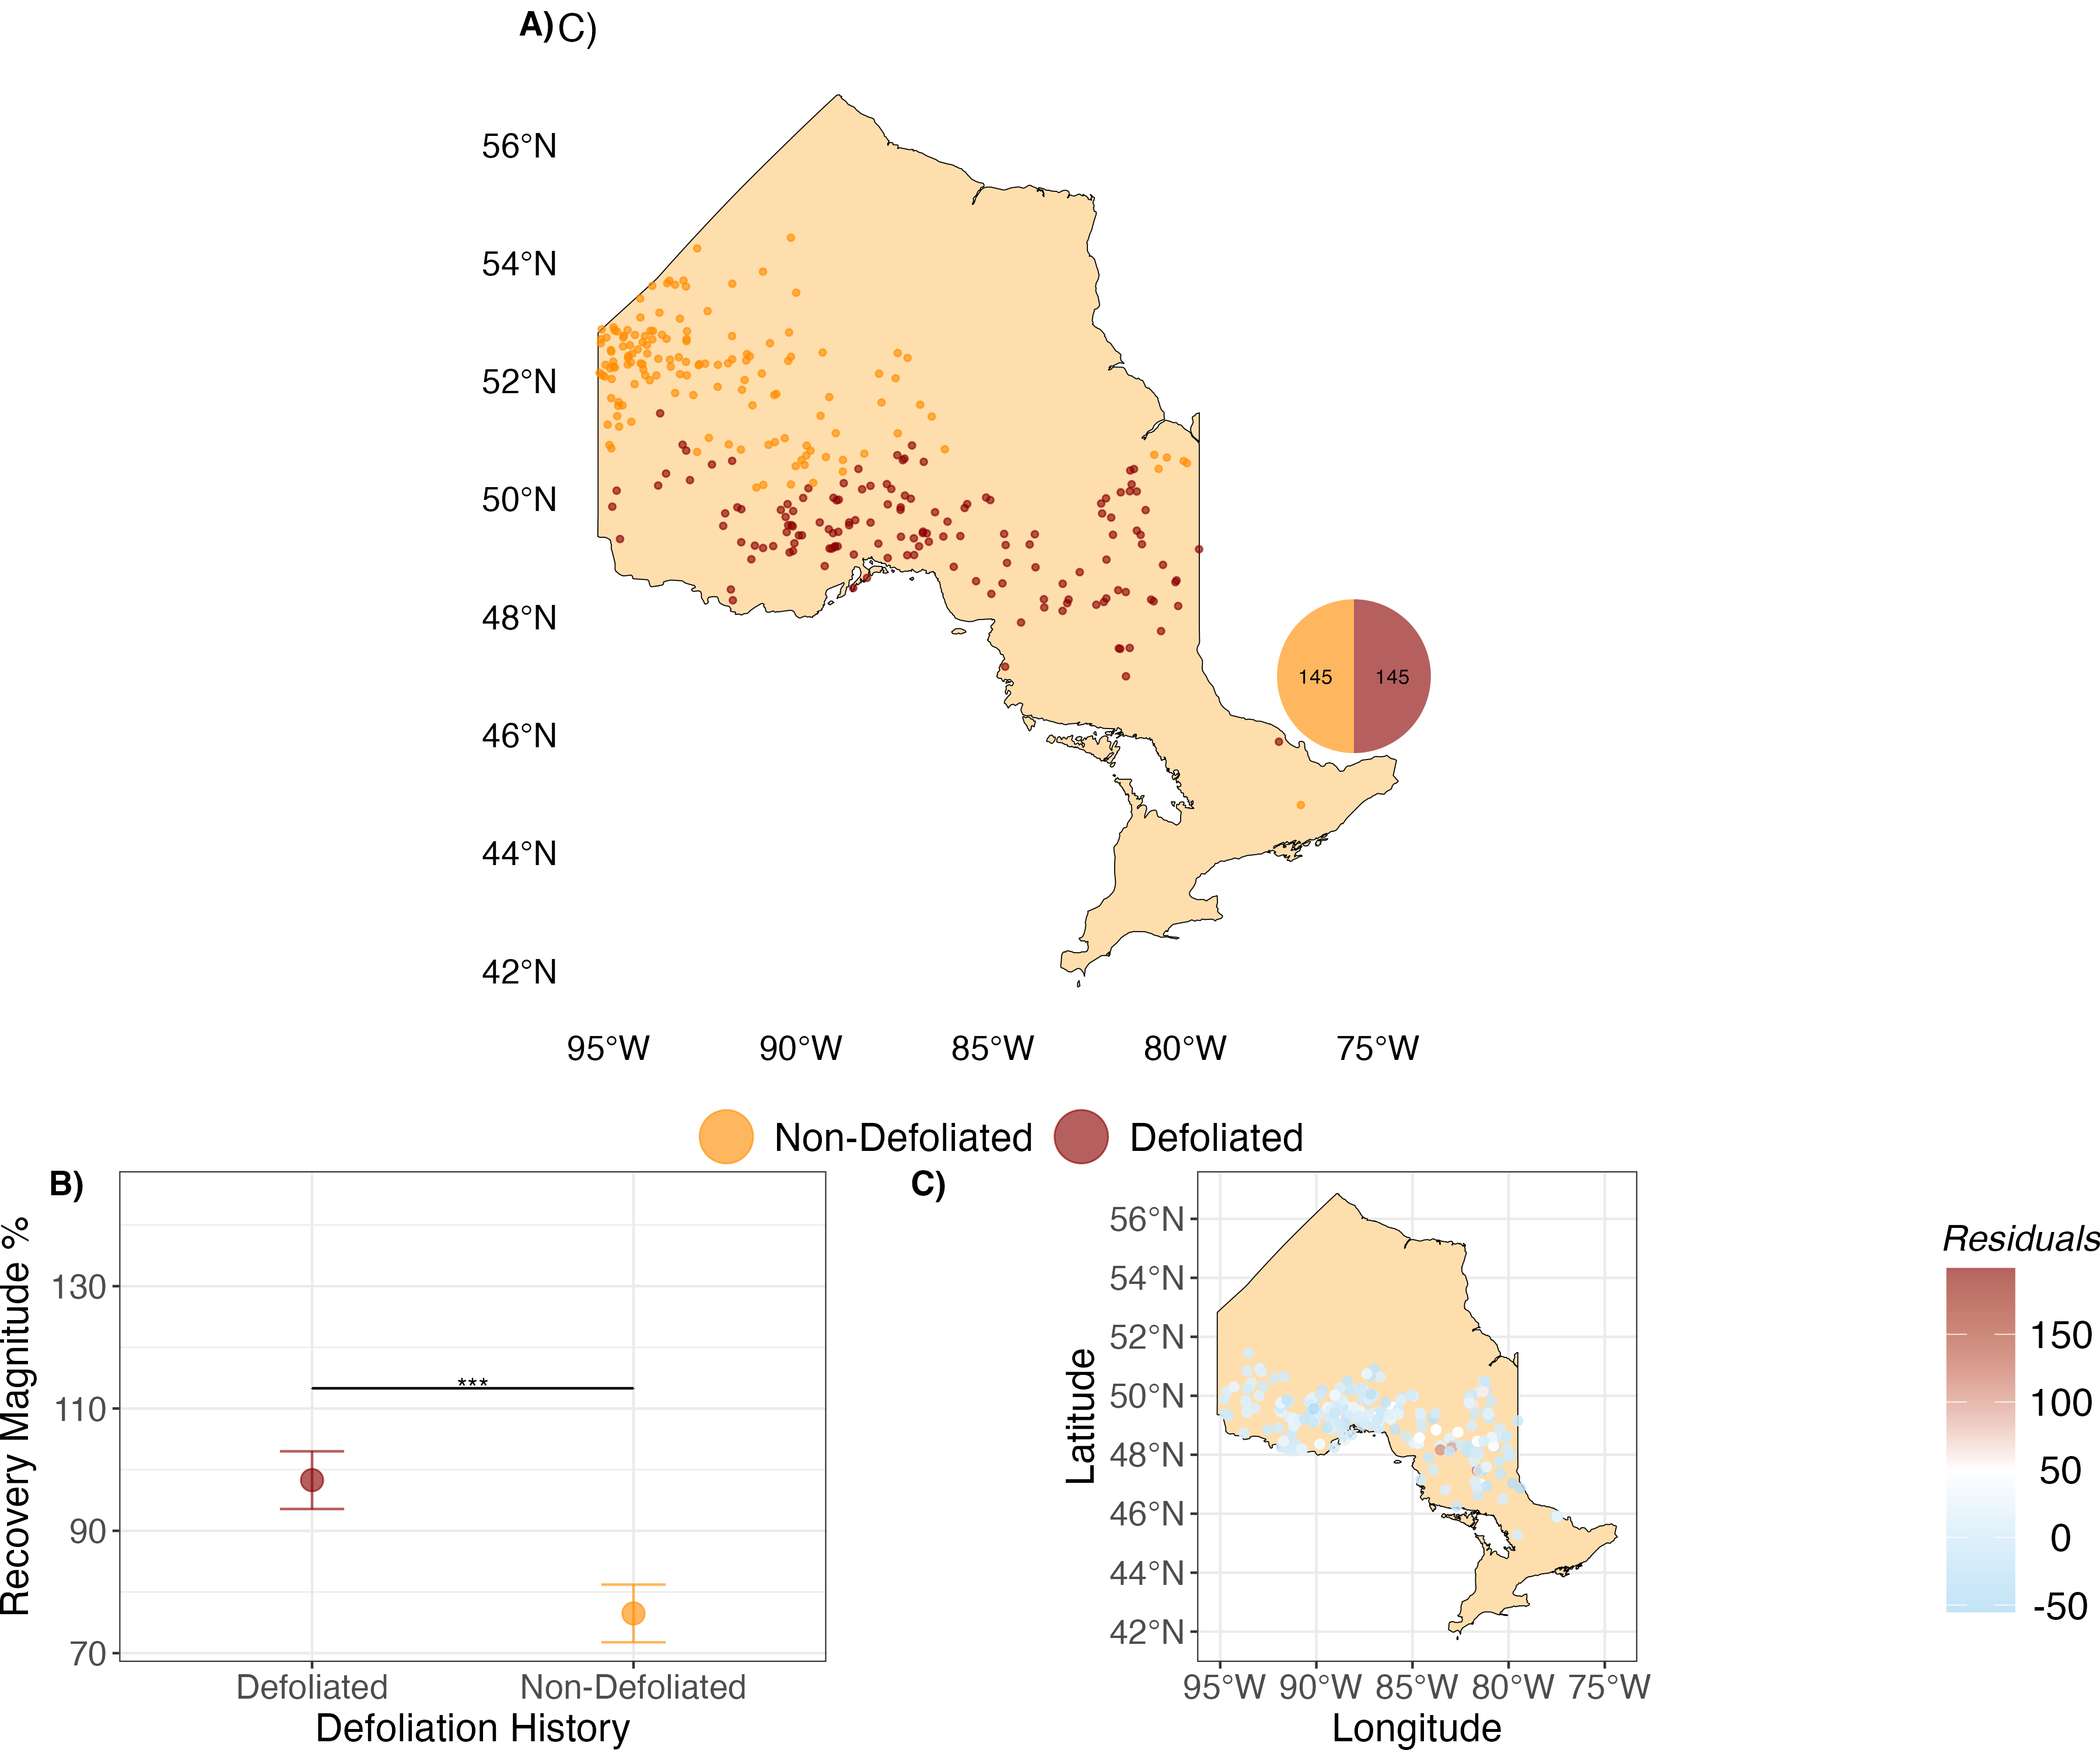 A) C)
56°N
54°N
52°N
50°N
48°N
46°N
44°N
42°N
145 145
95°W 90°W 85°W 80°W 75°W
Non-Defoliated Defoliated
B)
Recovery Magnitude %
130
110
90
70
***
Defoliated Non-Defoliated
Defoliation History
C)
Latitude
56°N
54°N
52°N
50°N
48°N
46°N
44°N
42°N
95°W 90°W 85°W 80°W 75°W
Longitude
Residuals
150
100
50
0
-50